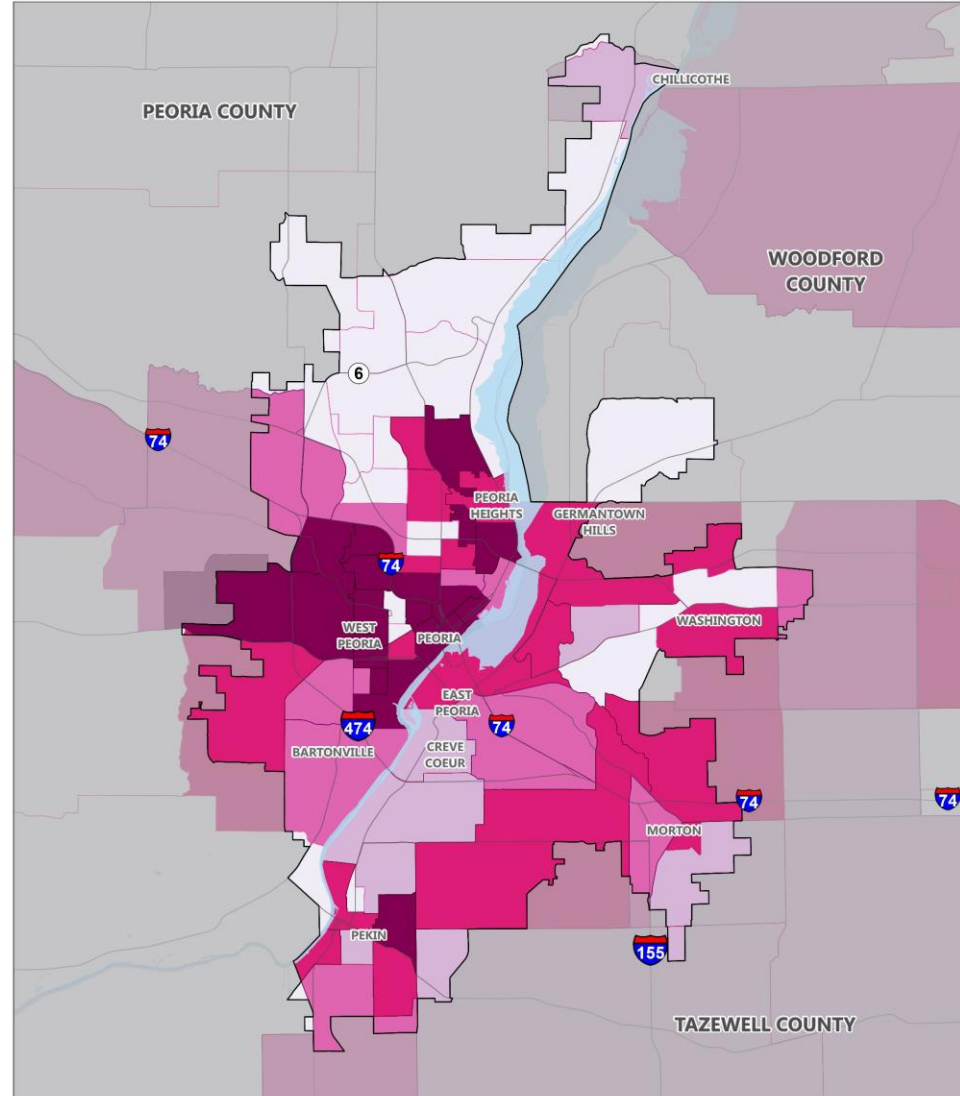 CHILLICOTHE
PEORIA COUNTY
WOODFORD
COUNTY
6
74
PEORIA
HEIGHTS
GERMANTOWN
HILLS
74
WEST
PEORIA
PEORIA
WASHINGTON
EAST
PEORIA
474
74
BARTONVILLE
CREVE
COEUR
74
74
MORTON
PEKIN
155
TAZEWELL COUNTY